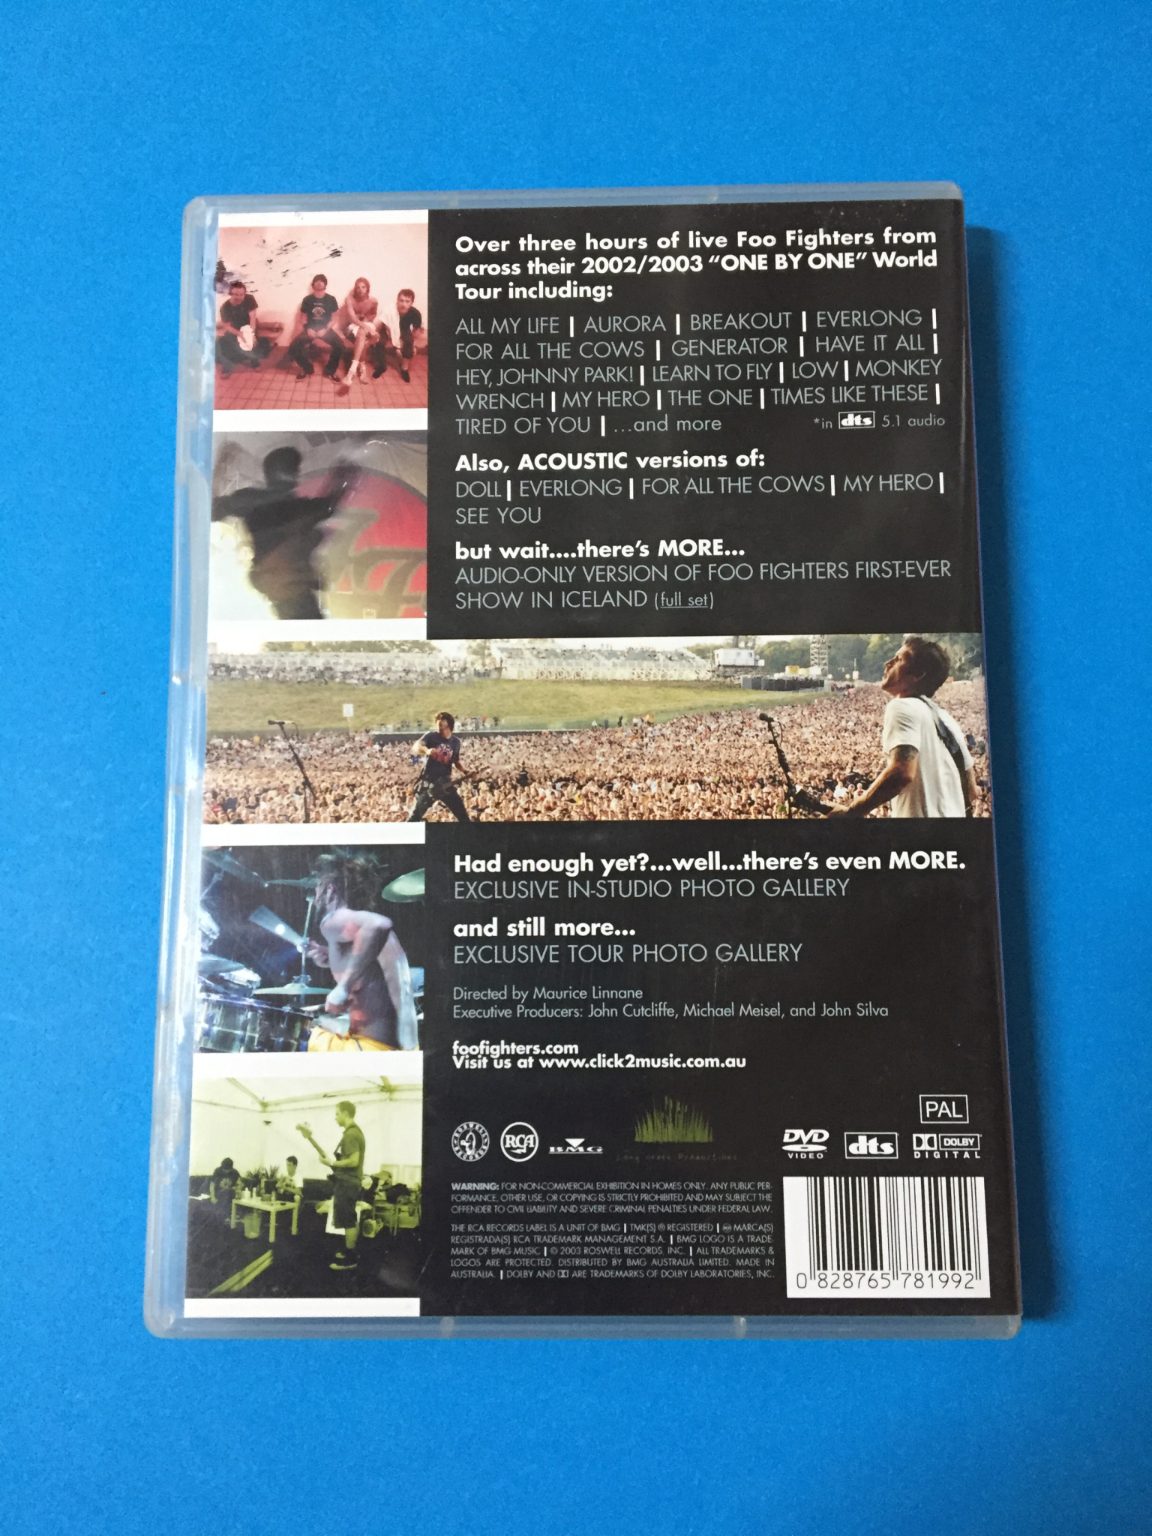 Over three hours of live Foo Fighters from
across their 2002/2003 "ONE BY ONE" World
Tour including:
ALL MY LIFE | AURORA | BREAKOUT | EVERLONG |
FOR ALL THE COWS | GENERATOR | HAVE IT ALL |
HEY, JOHNNY PARK! | LEARN TO FLY | LOW | MONKEY
WRENCH | MY HERO | THE ONE | TIMES LIKE THESE |
TIRED OF YOU | ...and more
*in dts 5.1 audio
Also, ACOUSTIC versions of:
DOLL | EVERLONG | FOR ALL THE COWS | MY HERO |
SEE YOU
but wait....there's MORE...
AUDIO-ONLY VERSION OF FOO FIGHTERS FIRST-EVER
SHOW IN ICELAND (full set)
Had enough yet?...well...there's even MORE.
EXCLUSIVE IN-STUDIO PHOTO GALLERY
and still more...
EXCLUSIVE TOUR PHOTO GALLERY
Directed by Maurice Linnane
Executive Producers: John Cutcliffe, Michael Meisel, and John Silva
foofighters.com
Visit us at www.click2music.com.au
PAL
RCA
BMG
DVD
VIDEO
dts
DOLBY
DIGITAL
WARNING: FOR NON-COMMERCIAL EXHIBITION IN HOMES ONLY. ANY PUBLIC PER-
FORMANCE, OTHER USE, OR COPYING IS STRICTLY PROHIBITED AND MAY SUBJECT THE
OFFENDER TO CIVIL LIABILITY AND SEVERE CRIMINAL PENALTIES UNDER FEDERAL LAW.
THE RCA RECORDS LABEL IS A UNIT OF BMG | TMK(S) ® REGISTERED | MARCA(S)
REGISTRADA(S) RCA TRADEMARK MANAGEMENT S.A. | BMG LOGO IS A TRADE-
MARK OF BMG MUSIC | © 2003 ROSWELL RECORDS, INC. | ALL TRADEMARKS &
LOGOS ARE PROTECTED. DISTRIBUTED BY BMG AUSTRALIA LIMITED. MADE IN
AUSTRALIA. | DOLBY AND ARE TRADEMARKS OF DOLBY LABORATORIES, INC.
0 828765 781992